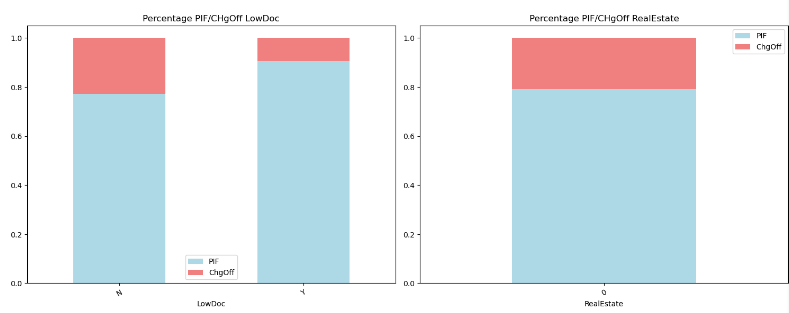 Percentage PIF/CHgOff LowDoc
1.0
0.8
0.6
0.4
0.2
0.0
PIF
ChgOff
N
Y
LowDoc
Percentage PIF/CHgOff RealEstate
1.0
0.8
0.6
0.4
0.2
0.0
PIF
ChgOff
0
RealEstate